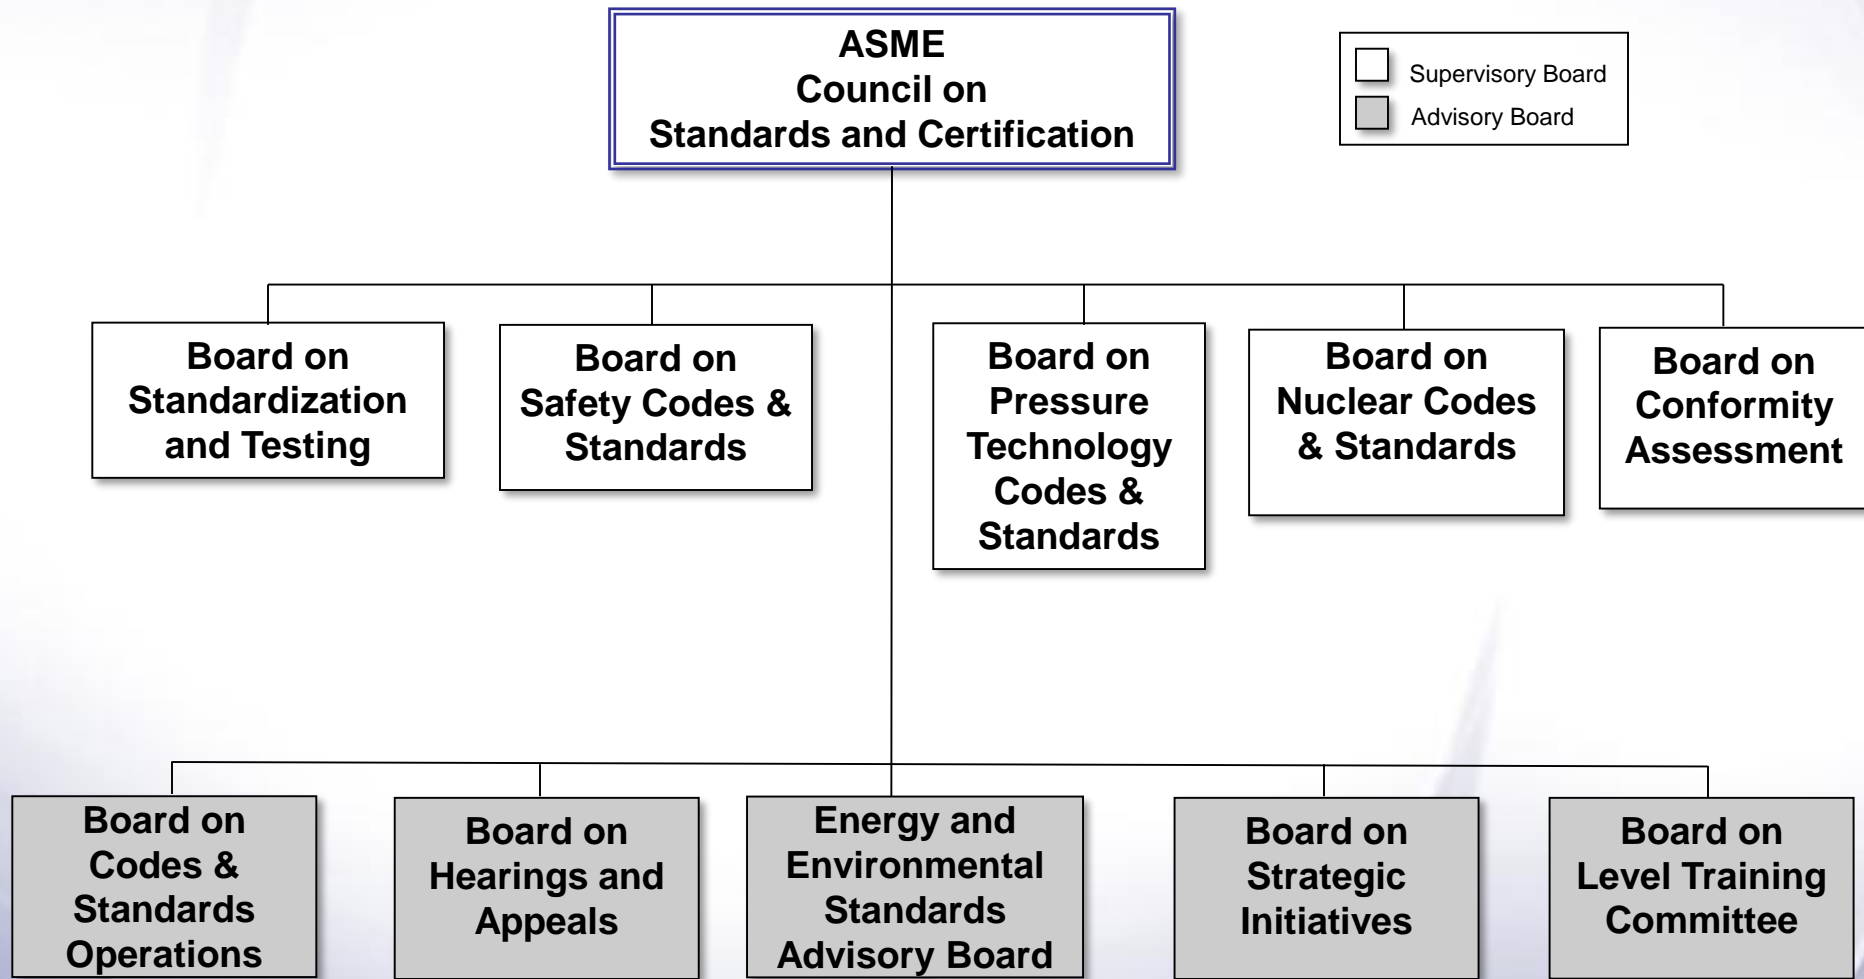 ASME
Council on
Standards and Certification
Supervisory Board
Advisory Board
Board on
Standardization
and Testing
Board on
Safety Codes &
Standards
Board on
Pressure
Technology
Codes &
Standards
Board on
Nuclear Codes
& Standards
Board on
Conformity
Assessment
Board on
Codes &
Standards
Operations
Board on
Hearings and
Appeals
Energy and
Environmental
Standards
Advisory Board
Board on
Strategic
Initiatives
Board on
Level Training
Committee